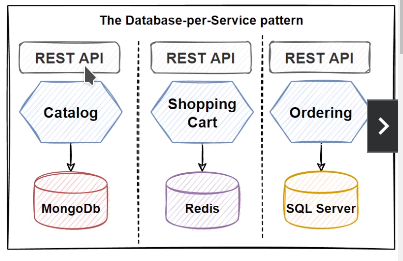 The Database-per-Service pattern
REST API
REST API
REST API
Catalog
Shopping
Cart
Ordering
MongoDb
Redis
SQL Server